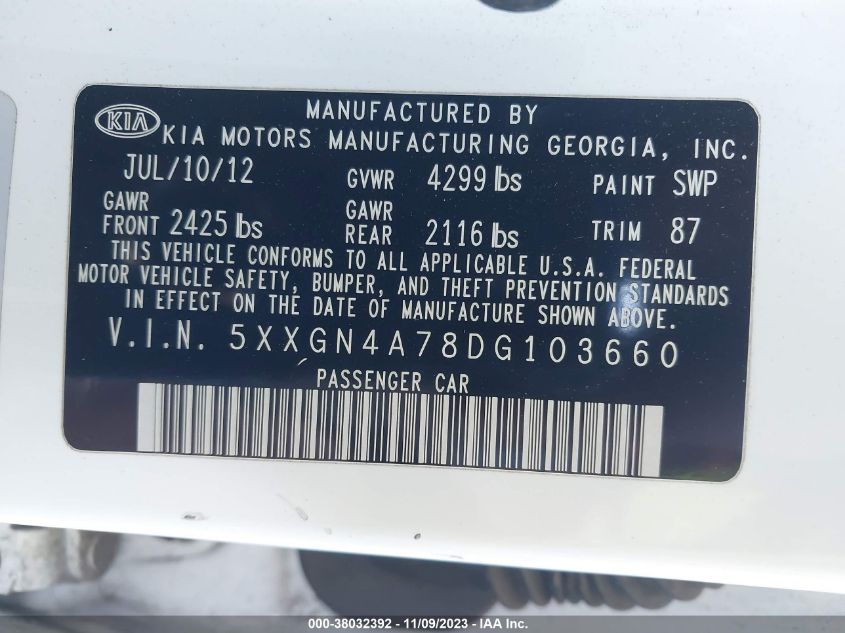 MANUFACTURED BY
KIA KIA MOTORS MANUFACTURING GEORGIA, INC.
JUL/10/12 GVWR 4299 lbs PAINT SWP
GAWR FRONT 2425 lbs GAWR REAR 2116 lbs TRIM 87
THIS VEHICLE CONFORMS TO ALL APPLICABLE U.S.A. FEDERAL
MOTOR VEHICLE SAFETY, BUMPER, AND THEFT PREVENTION STANDARDS
IN EFFECT ON THE DATE OF MANUFACTURE SHOWN ABOVE.
V.I.N. 5XXGN4A78DG103660
PASSENGER CAR
000-38032392 - 11/09/2023 - IAA Inc.